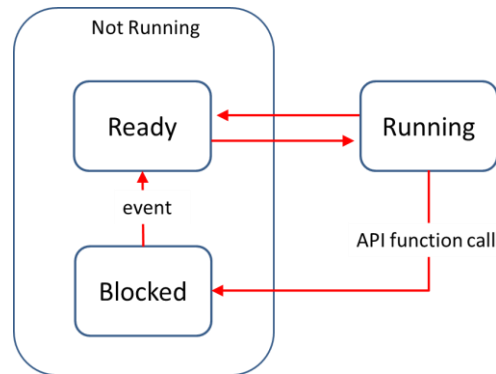 Not Running
Ready
Running
event
API function call
Blocked